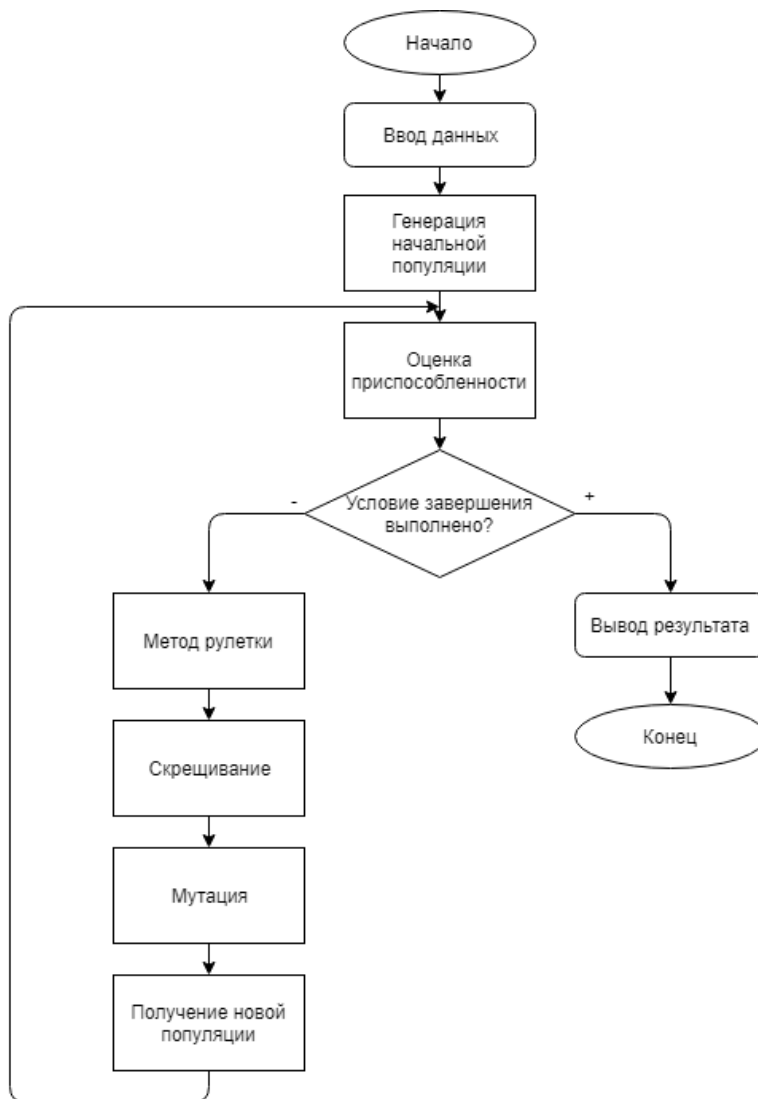 Начало
Ввод данных
Генерация
начальной
популяции
Оценка
приспособленности
Условие завершения
выполнено?
-
+
Метод рулетки
Вывод результата
Скрещивание
Конец
Мутация
Получение новой
популяции